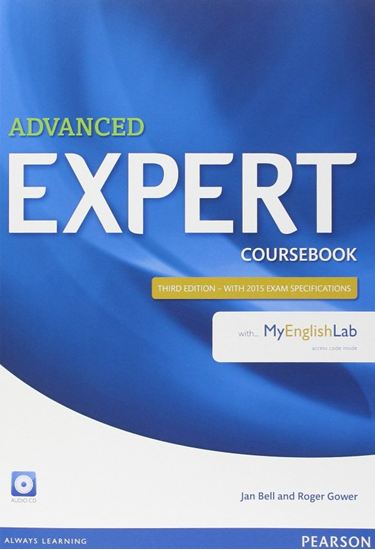 ADVANCED
EXPERT
COURSEBOOK
THIRD EDITION – WITH 2015 EXAM SPECIFICATIONS
with... MyEnglishLab
access code inside
AUDIO CD
Jan Bell and Roger Gower
ALWAYS LEARNING
PEARSON